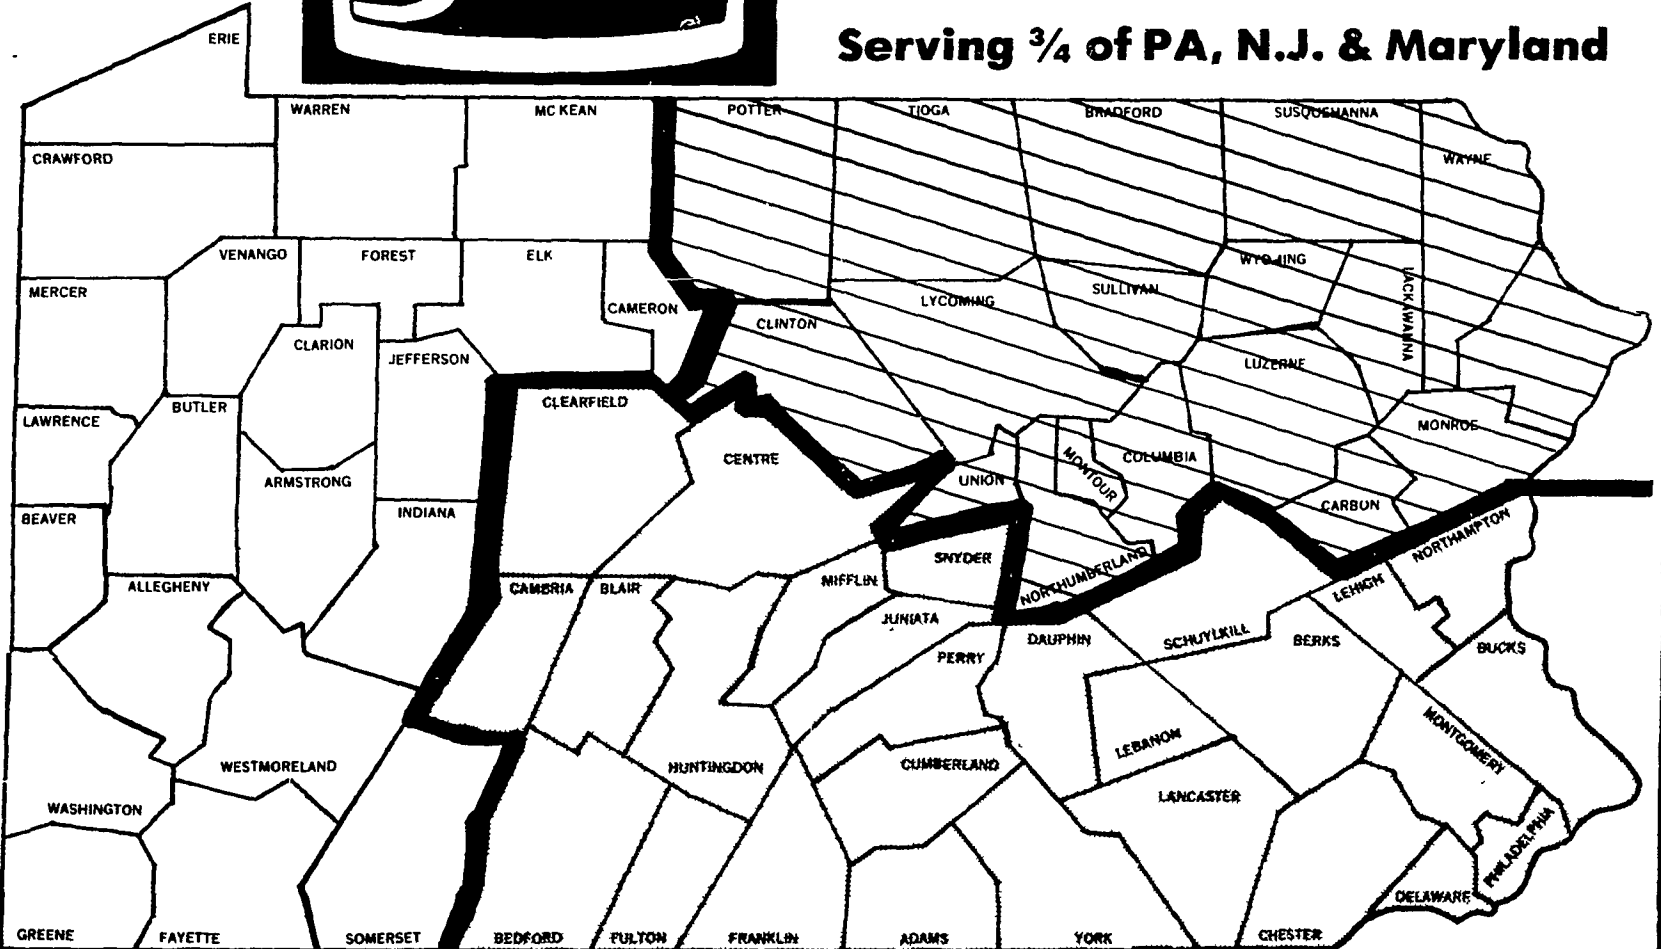 Serving ¾ of PA, N.J. & Maryland
ERIE
WARREN
MC KEAN
POTTER
TIOGA
BRADFORD
SUSQUEHANNA
WAYNE
CRAWFORD
VENANGO
FOREST
ELK
CAMERON
MERCER
CLINTON
LYCOMING
SULLIVAN
WYOMING
LACKAWANNA
CLARION
JEFFERSON
LUZERNE
LAWRENCE
BUTLER
CLEARFIELD
CENTRE
UNION
MONTOUR
COLUMBIA
MONROE
ARMSTRONG
INDIANA
CARBON
BEAVER
NORTHAMPTON
ALLEGHENY
CAMBRIA
BLAIR
MIFFLIN
SNYDER
NORTHUMBERLAND
LEHIGH
JUNIATA
DAUPHIN
SCHUYLKILL
BERKS
BUCKS
PERRY
WESTMORELAND
HUNTINGDON
CUMBERLAND
LEBANON
MONTGOMERY
LANCASTER
WASHINGTON
PHILADELPHIA
DELAWARE
GREENE
FAYETTE
SOMERSET
BEDFORD
FULTON
FRANKLIN
ADAMS
YORK
CHESTER